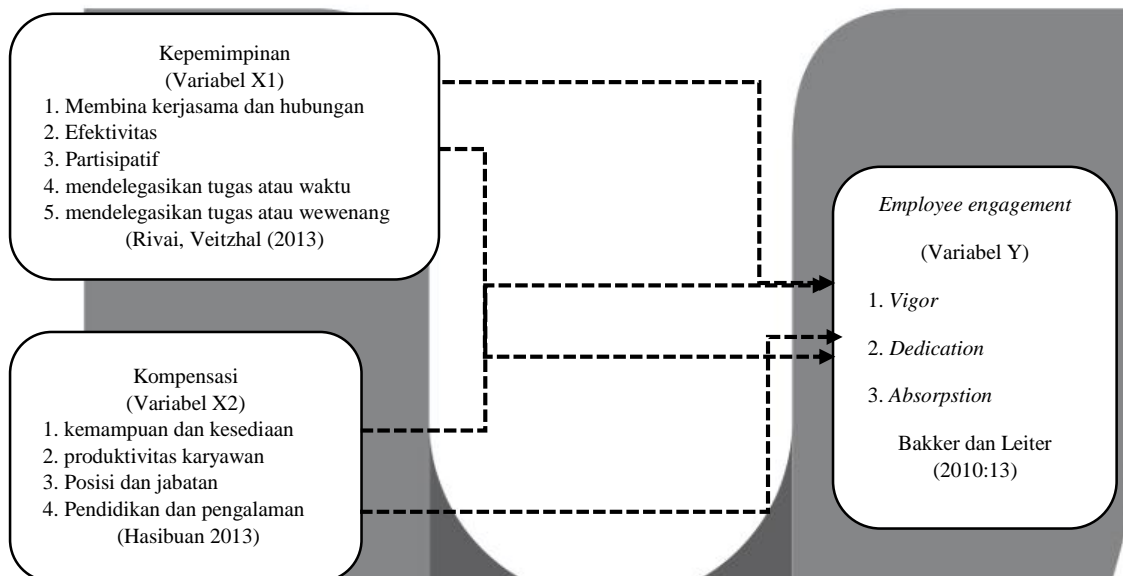 Kepemimpinan
(Variabel X1)
1. Membina kerjasama dan hubungan
2. Efektivitas
3. Partisipatif
4. mendelegasikan tugas atau waktu
5. mendelegasikan tugas atau wewenang
(Rivai, Veitzhal (2013)
Kompensasi
(Variabel X2)
1. kemampuan dan kesediaan
2. produktivitas karyawan
3. Posisi dan jabatan
4. Pendidikan dan pengalaman
(Hasibuan 2013)
Employee engagement
(Variabel Y)
1. Vigor
2. Dedication
3. Absorpstion
Bakker dan Leiter
(2010:13)